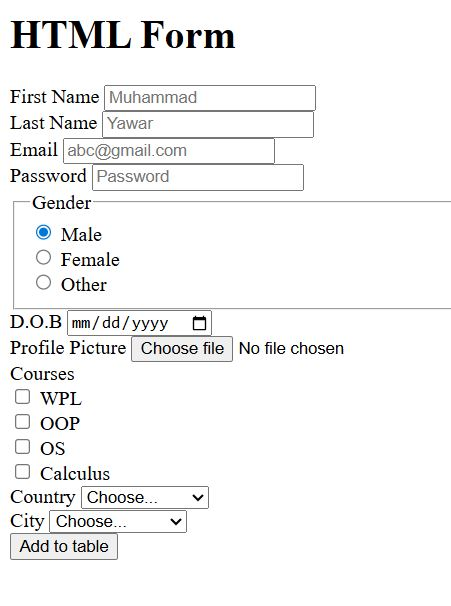 HTML Form
First Name Muhammad
Last Name Yawar
Email abc@gmail.com
Password Password
Gender
Male
Female
Other
D.O.B mm/dd/yyyy
Profile Picture Choose file No file chosen
Courses
WPL
OOP
OS
Calculus
Country Choose...
City Choose...
Add to table